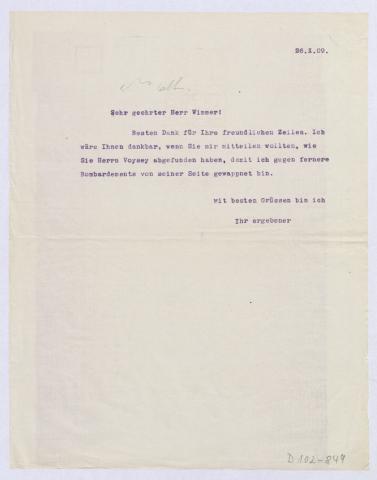 26.X.09.
Sehr geehrter Herr Wimmer!
Besten Dank für Ihre freundlichen Zeilen. Ich
wäre Ihnen dankbar, wenn Sie mir mitteilen wollten, wie
Sie Herrn Voysey abgefunden haben, damit ich gegen fernere
Bombardements von seiner Seite gewappnet bin.
Mit besten Grüssen bin ich
Ihr ergebener
D 102-849